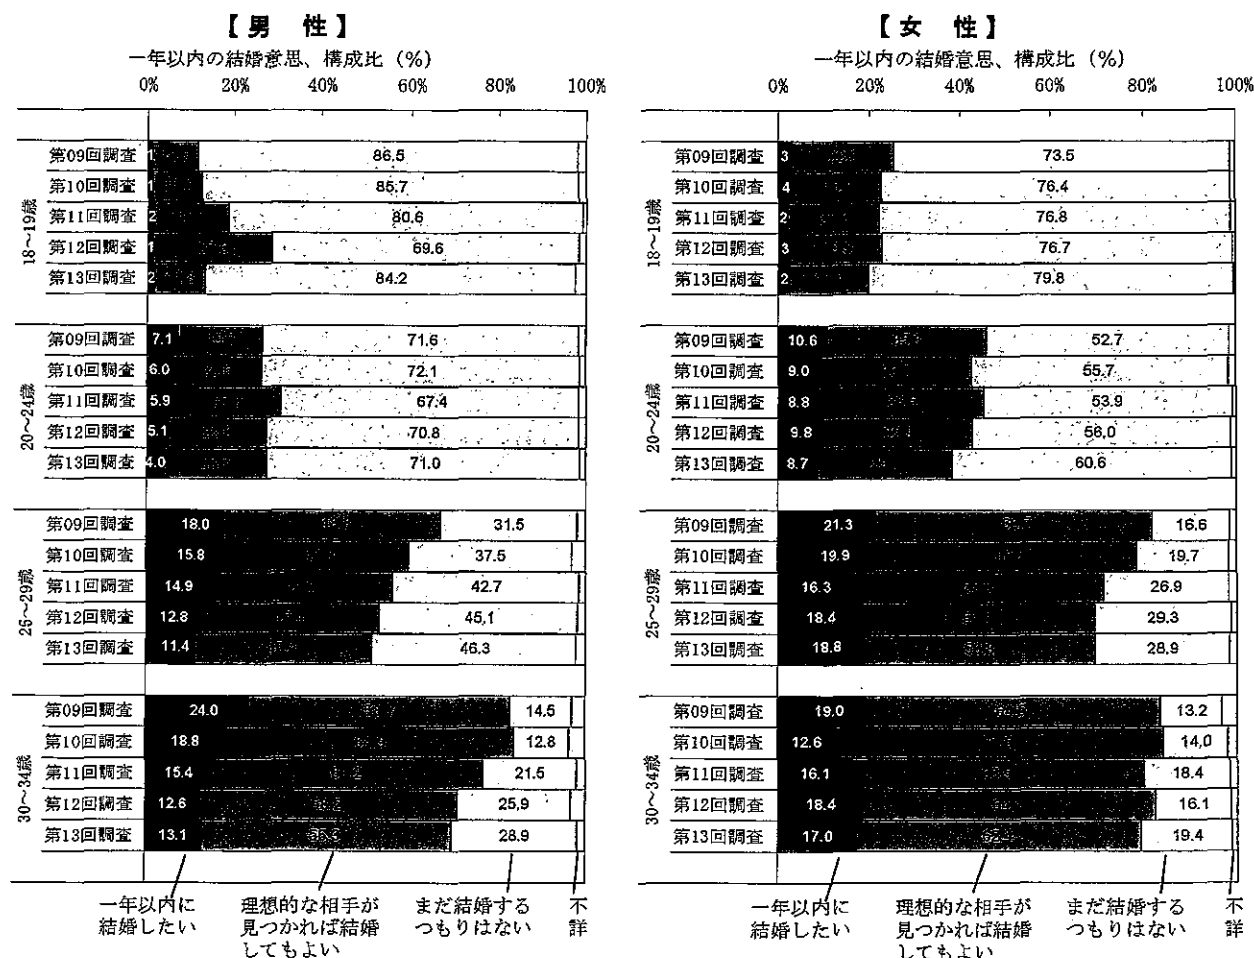 【男 性】
一年以内の結婚意思、構成比（%）
0% 20% 40% 60% 80% 100%
18～19歳
第09回調査 1 86.5
第10回調査 1 85.7
第11回調査 2 80.6
第12回調査 1 69.6
第13回調査 2 84.2
20～24歳
第09回調査 7.1 71.6
第10回調査 6.0 72.1
第11回調査 5.9 67.4
第12回調査 5.1 70.8
第13回調査 4.0 71.0
25～29歳
第09回調査 18.0 31.5
第10回調査 15.8 37.5
第11回調査 14.9 42.7
第12回調査 12.8 45.1
第13回調査 11.4 46.3
30～34歳
第09回調査 24.0 14.5
第10回調査 18.8 12.8
第11回調査 15.4 21.5
第12回調査 12.6 25.9
第13回調査 13.1 28.9
一年以内に
結婚したい
理想的な相手が
見つかれば結婚
してもよい
まだ結婚する
つもりはない
不
詳
【女 性】
一年以内の結婚意思、構成比（%）
0% 20% 40% 60% 80% 100%
18～19歳
第09回調査 3 73.5
第10回調査 4 76.4
第11回調査 2 76.8
第12回調査 3 76.7
第13回調査 2 79.8
20～24歳
第09回調査 10.6 52.7
第10回調査 9.0 55.7
第11回調査 8.8 53.9
第12回調査 9.8 56.0
第13回調査 8.7 60.6
25～29歳
第09回調査 21.3 16.6
第10回調査 19.9 19.7
第11回調査 16.3 26.9
第12回調査 18.4 29.3
第13回調査 18.8 28.9
30～34歳
第09回調査 19.0 13.2
第10回調査 12.6 14.0
第11回調査 16.1 18.4
第12回調査 18.4 16.1
第13回調査 17.0 19.4
一年以内に
結婚したい
理想的な相手が
見つかれば結婚
してもよい
まだ結婚する
つもりはない
不
詳